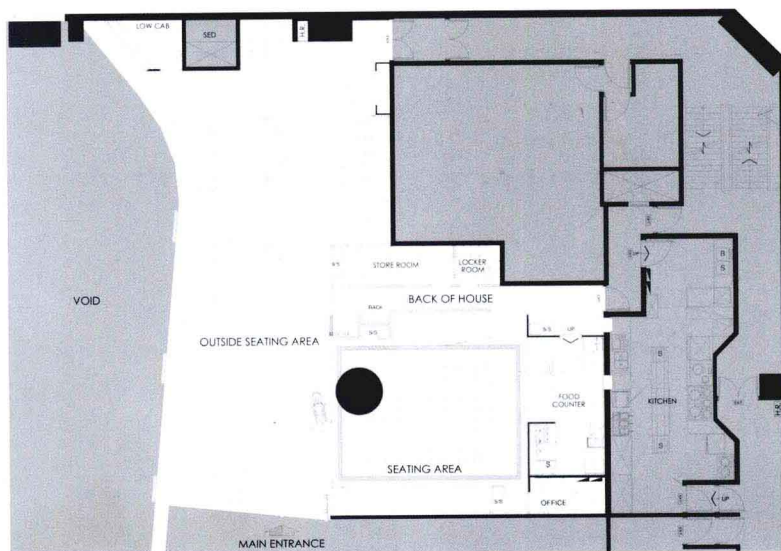 LOW CAB
SED
H.R.
STORE ROOM
LOCKER
ROOM
VOID
BACK OF HOUSE
RACK
S/S
UP
OUTSIDE SEATING AREA
FOOD
COUNTER
KITCHEN
H.R.
B
S
S
S
S
SEATING AREA
S/S
OFFICE
UP
MAIN ENTRANCE